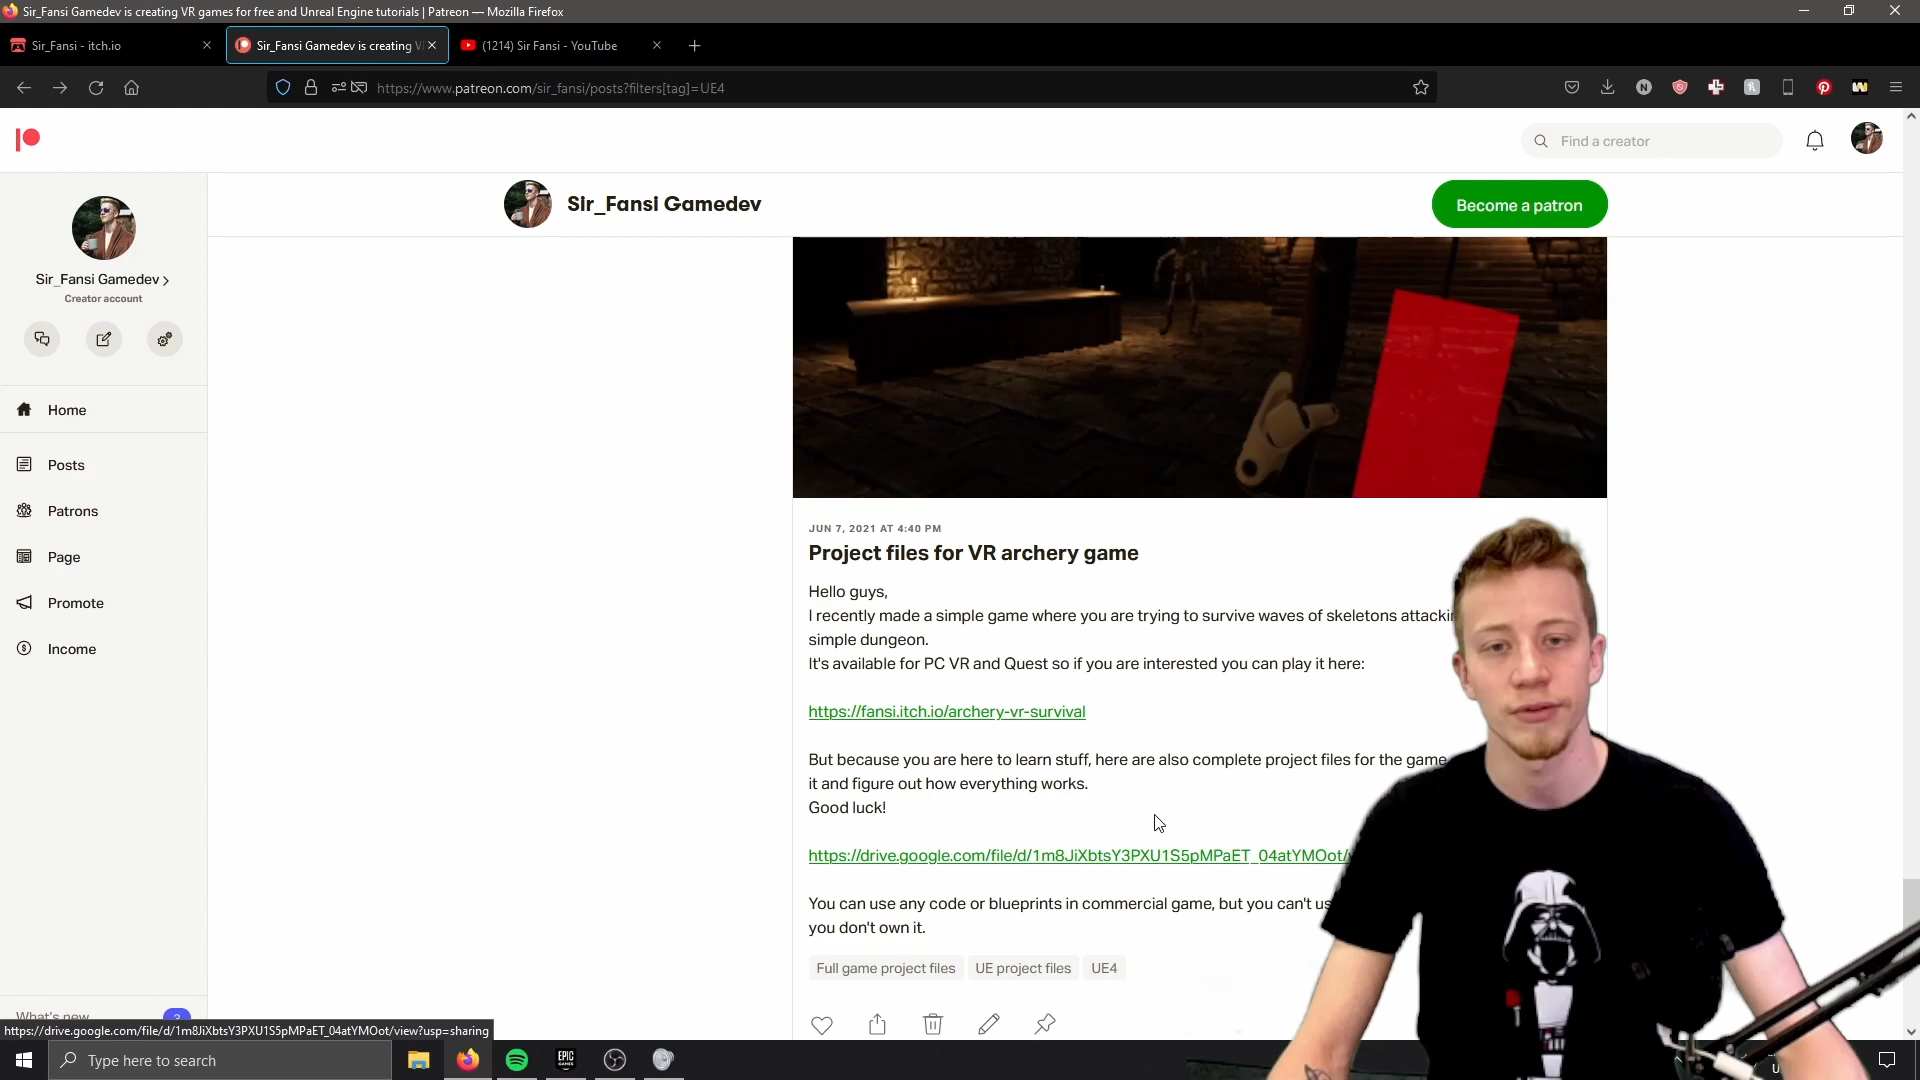 Sir_Fansi Gamedev is creating VR games for free and Unreal Engine tutorials | Patreon — Mozilla Firefox
Sir_Fansi - itch.io
Sir_Fansi Gamedev is creating
(1214) Sir Fansi - YouTube
https://www.patreon.com/sir_fansi/posts?filters[tag]=UE4
Find a creator
Sir_Fansi Gamedev
Become a patron
Sir_Fansi Gamedev
Creator account
Home
Posts
Patrons
Page
Promote
Income
What's new
JUN 7, 2021 AT 4:40 PM
Project files for VR archery game
Hello guys,
I recently made a simple game where you are trying to survive waves of skeletons
simple dungeon.
It's available for PC VR and Quest so if you are interested you can play it here:
https://fansi.itch.io/archery-vr-survival
But because you are here to learn stuff, here are also complete project files for the game
it and figure out how everything works.
Good luck!
https://drive.google.com/file/d/1m8JiXbtsY3PXU1S5pMPaET_04atYMOot/
You can use any code or blueprints in commercial game, but you can't
you don't own it.
Full game project files UE project files UE4
https://drive.google.com/file/d/1m8JiXbtsY3PXU1S5pMPaET_04atYMOot/view?usp=sharing
Type here to search
EPIC
GAMES